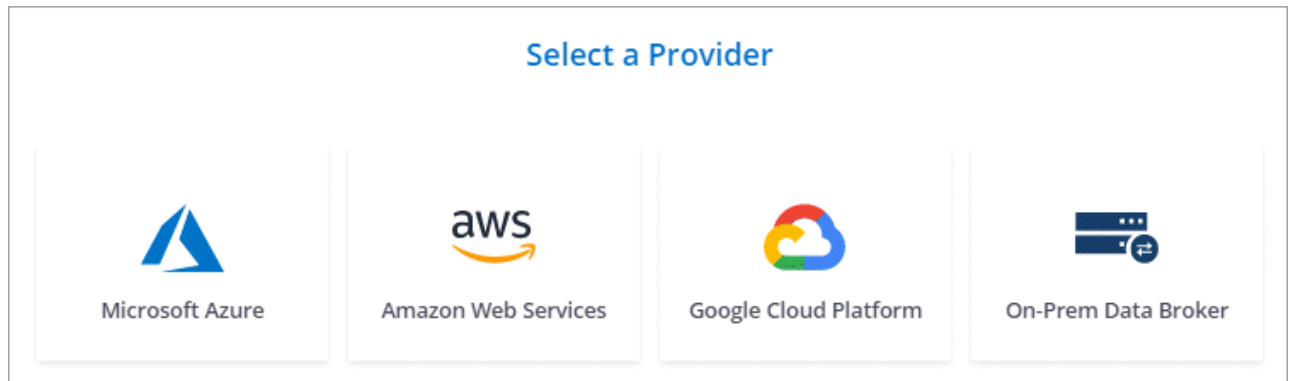 Select a Provider
aws
Microsoft Azure
Amazon Web Services
Google Cloud Platform
On-Prem Data Broker